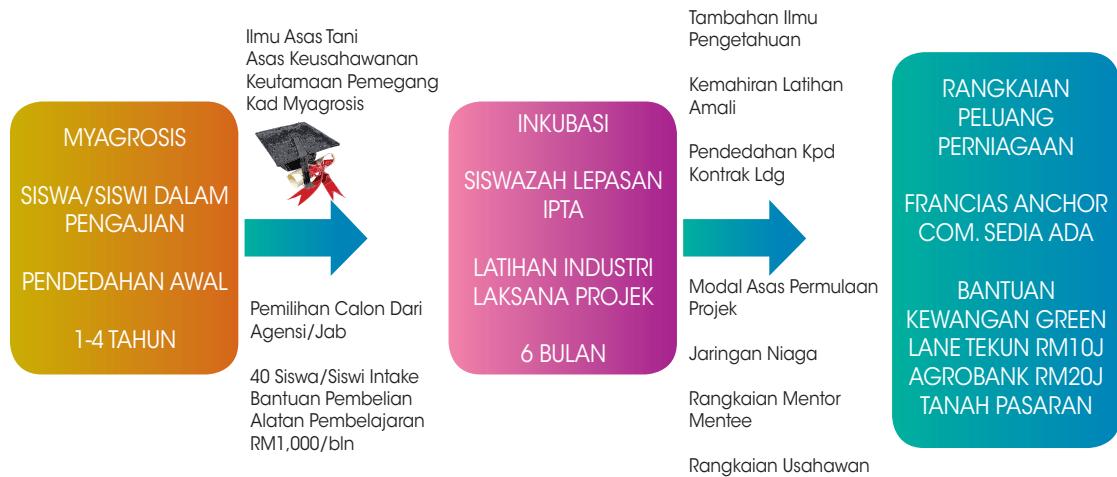 MYAGROSIS
SISWA/SISWI DALAM
PENGAJIAN
PENDEDAHAN AWAL
1-4 TAHUN
Ilmu Asas Tani
Asas Keusahawanan
Keutamaan Pemegang
Kad Myagrosis
Pemilihan Calon Dari
Agensi/Jab
40 Siswa/Siswi Intake
Bantuan Pembelian
Alatan Pembelajaran
RM1,000/bln
INKUBASI
SISWAZAH LEPASAN
IPTA
LATIHAN INDUSTRI
LAKSANA PROJEK
6 BULAN
Tambahan Ilmu
Pengetahuan
Kemahiran Latihan
Amali
Pendedahan Kpd
Kontrak Ldg
Modal Asas Permulaan
Projek
Jaringan Niaga
Rangkaian Mentor
Mentee
Rangkaian Usahawan
RANGKAIAN
PELUANG
PERNIAGAAN
FRANCIAS ANCHOR
COM. SEDIA ADA
BANTUAN
KEWANGAN GREEN
LANE TEKUN RM10J
AGROBANK RM20J
TANAH PASARAN